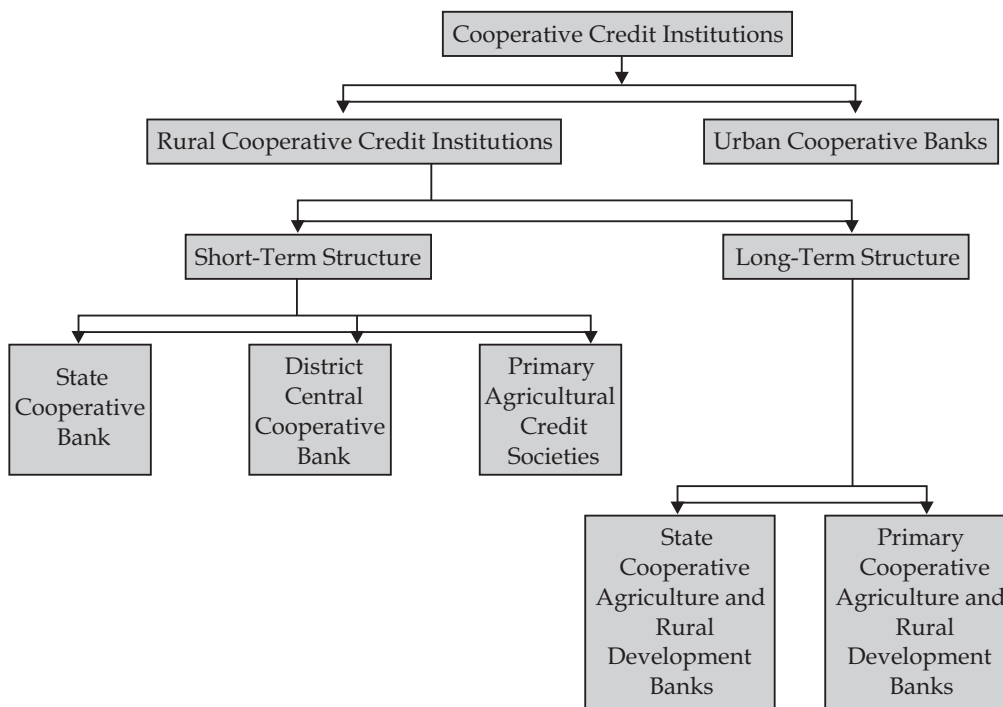 Cooperative Credit Institutions
Rural Cooperative Credit Institutions
Urban Cooperative Banks
Short-Term Structure
Long-Term Structure
State
Cooperative
Bank
District
Central
Cooperative
Bank
Primary
Agricultural
Credit
Societies
State
Cooperative
Agriculture and
Rural
Development
Banks
Primary
Cooperative
Agriculture and
Rural
Development
Banks